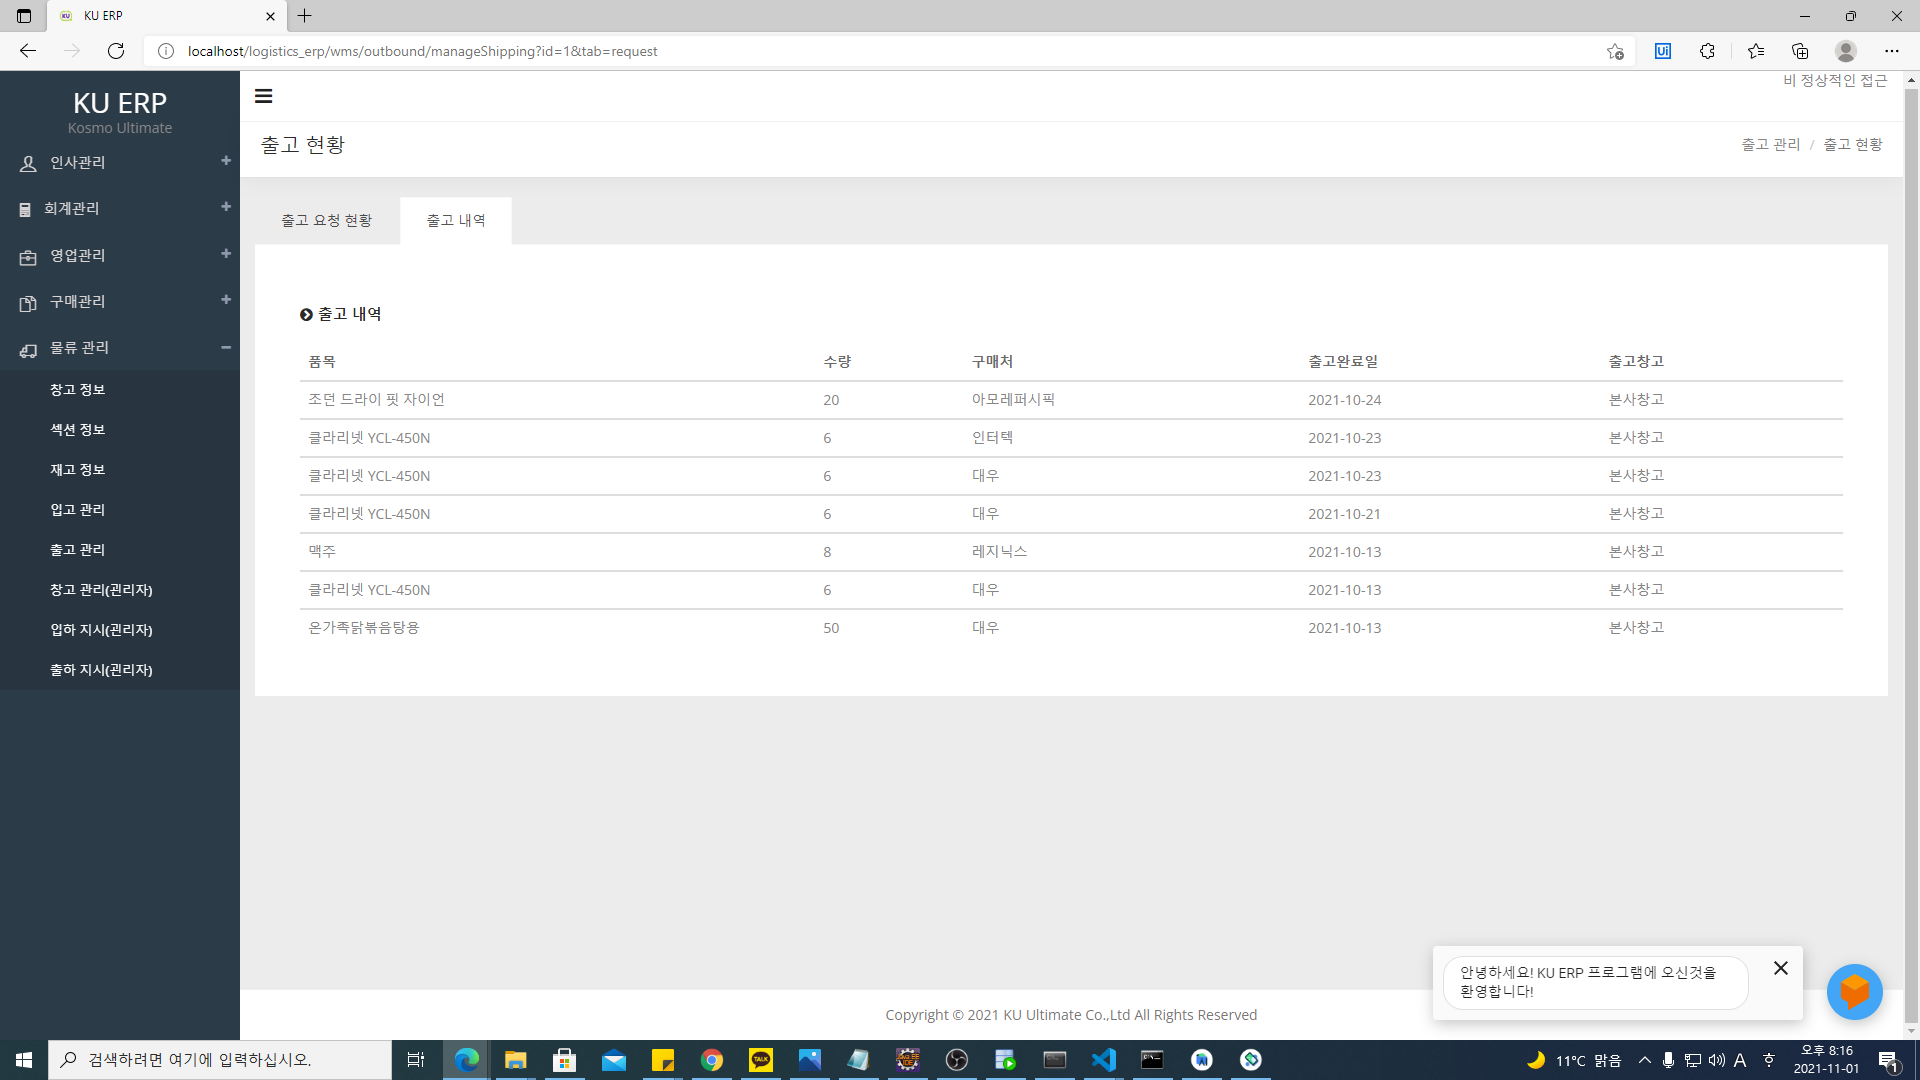 KU ERP
localhost/logistics_erp/wms/outbound/manageShipping?id=1&tab=request
KU ERP
Kosmo Ultimate
인사관리
회계관리
영업관리
구매관리
물류 관리
창고 정보
섹션 정보
재고 정보
입고 관리
출고 관리
창고 관리(관리자)
입하 지시(관리자)
출하 지시(괸리자)
비 정상적인 접근
출고 현황
출고 관리 / 출고 현황
출고 요청 현황 출고 내역
출고 내역
품목 수량 구매처 출고완료일 출고창고
조던 드라이 핏 자이언 20 아모레퍼시픽 2021-10-24 본사창고
클라리넷 YCL-450N 6 인터텍 2021-10-23 본사창고
클라리넷 YCL-450N 6 대우 2021-10-23 본사창고
클라리넷 YCL-450N 6 대우 2021-10-21 본사창고
맥주 8 레지닉스 2021-10-13 본사창고
클라리넷 YCL-450N 6 대우 2021-10-13 본사창고
온가족닭볶음탕용 50 대우 2021-10-13 본사창고
안녕하세요! KU ERP 프로그램에 오신것을
환영합니다!
Copyright © 2021 KU Ultimate Co.,Ltd All Rights Reserved
검색하려면 여기에 입력하십시오.
TALK
11°C 맑음
A
오후 8:16
2021-11-01
1